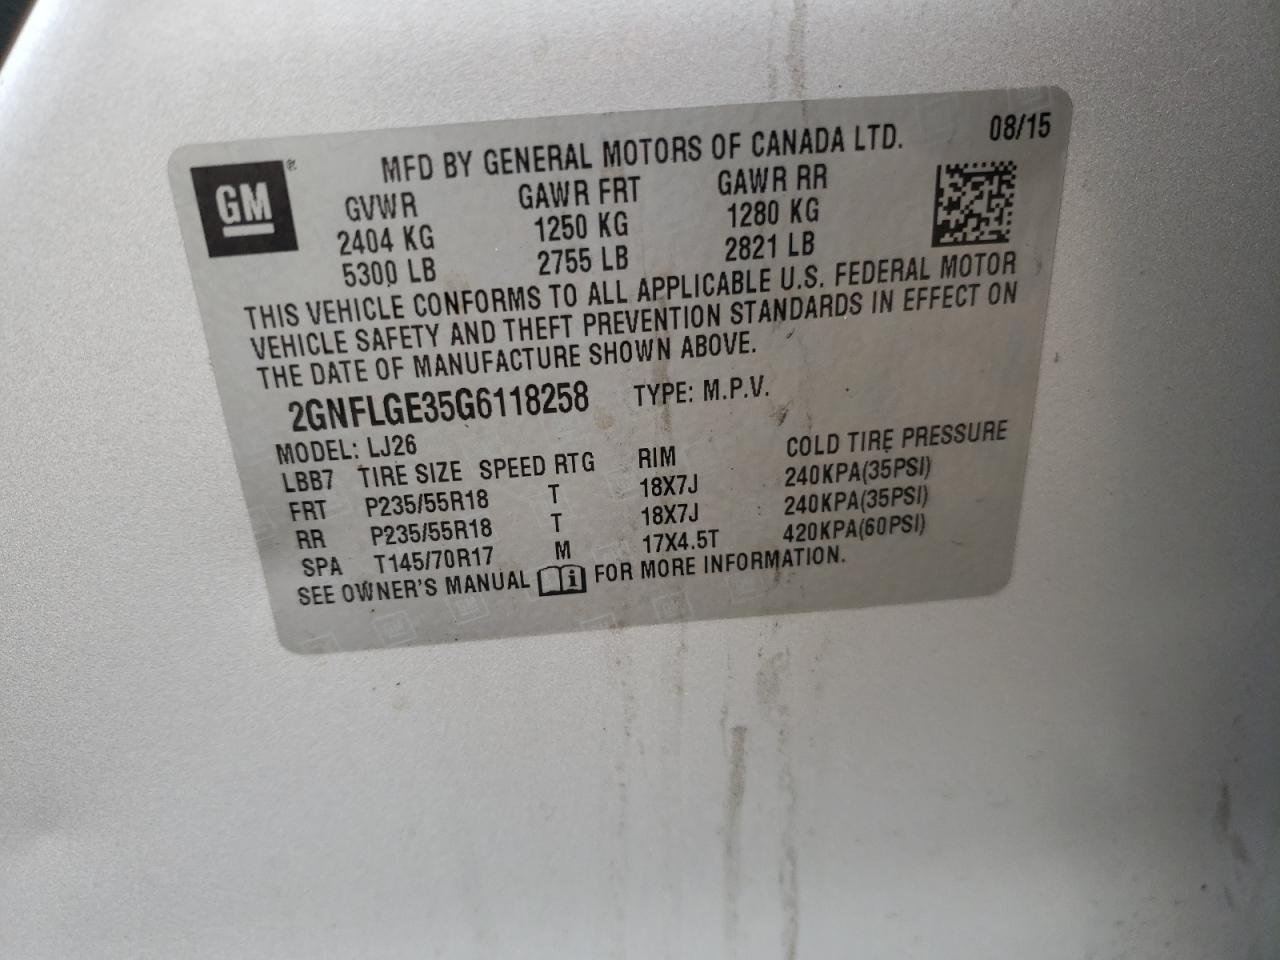 MFD BY GENERAL MOTORS OF CANADA LTD. 08/15
GM ®
GVWR GAWR FRT GAWR RR
2404 KG 1250 KG 1280 KG
5300 LB 2755 LB 2821 LB
THIS VEHICLE CONFORMS TO ALL APPLICABLE U.S. FEDERAL MOTOR
VEHICLE SAFETY AND THEFT PREVENTION STANDARDS IN EFFECT ON
THE DATE OF MANUFACTURE SHOWN ABOVE.
2GNFLGE35G6118258 TYPE: M.P.V.
MODEL: LJ26
LBB7 TIRE SIZE SPEED RTG RIM COLD TIRE PRESSURE
FRT P235/55R18 T 18X7J 240KPA(35PSI)
RR P235/55R18 T 18X7J 240KPA(35PSI)
SPA T145/70R17 M 17X4.5T 420KPA(60PSI)
SEE OWNER'S MANUAL FOR MORE INFORMATION.